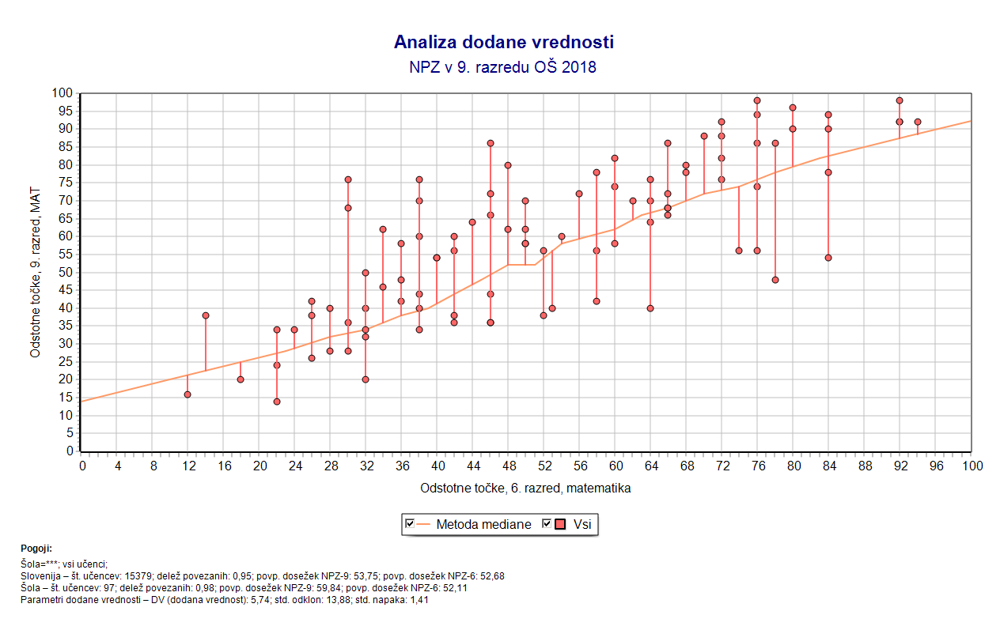 Analiza dodane vrednosti
NPZ v 9. razredu OŠ 2018
100
95
90
85
80
75
70
65
60
55
50
45
40
35
30
25
20
15
10
5
0
Odstotne točke, 9. razred, MAT
0 4 8 12 16 20 24 28 32 36 40 44 48 52 56 60 64 68 72 76 80 84 88 92 96 100
Odstotne točke, 6. razred, matematika
Metoda mediane Vsi
Pogoji:
Šola=***; vsi učenci;
Slovenija – št. učencev: 15379; delež povezanih: 0,95; povp. dosežek NPZ-9: 53,75; povp. dosežek NPZ-6: 52,68
Šola – št. učencev: 97; delež povezanih: 0,98; povp. dosežek NPZ-9: 59,84; povp. dosežek NPZ-6: 52,11
Parametri dodane vrednosti – DV (dodana vrednost): 5,74; std. odklon: 13,88; std. napaka: 1,41